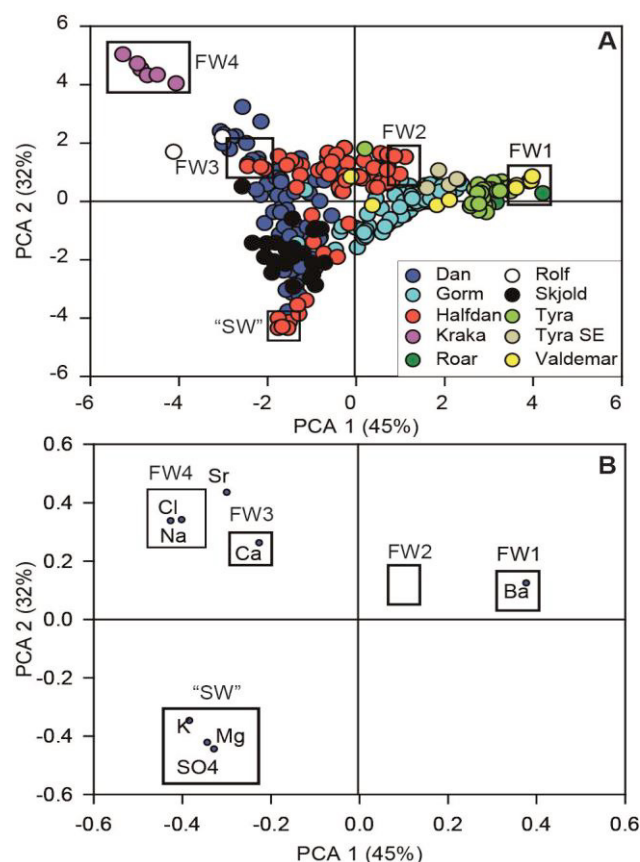 6
A
FW4
4
2
FW2
FW3
FW1
0
-2
-4
"SW"
-6
PCA 2 (32%)
Dan
Rolf
Gorm
Skjold
Halfdan
Tyra
Kraka
Tyra SE
Roar
Valdemar
-6 -4 -2 0 2 4 6
PCA 1 (45%)
0.6
B
FW4
Sr
0.4
Cl
FW3
Na
Ca
FW2
FW1
0.2
Ba
0.0
-0.2
"SW"
K
-0.4
Mg
SO4
-0.6
PCA 2 (32%)
-0.6 -0.4 -0.2 0.0 0.2 0.4 0.6
PCA 1 (45%)